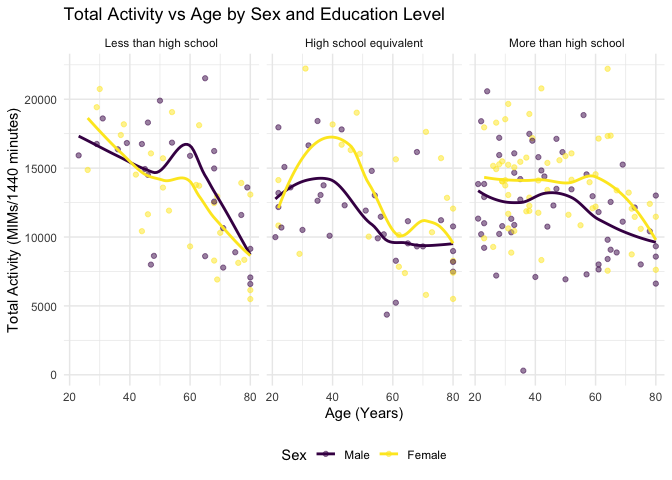 Total Activity vs Age by Sex and Education Level
Less than high school
High school equivalent
More than high school
Total Activity (MIMs/1440 minutes)
20000
15000
10000
5000
0
20 40 60 80
20 40 60 80
20 40 60 80
Age (Years)
Sex Male Female